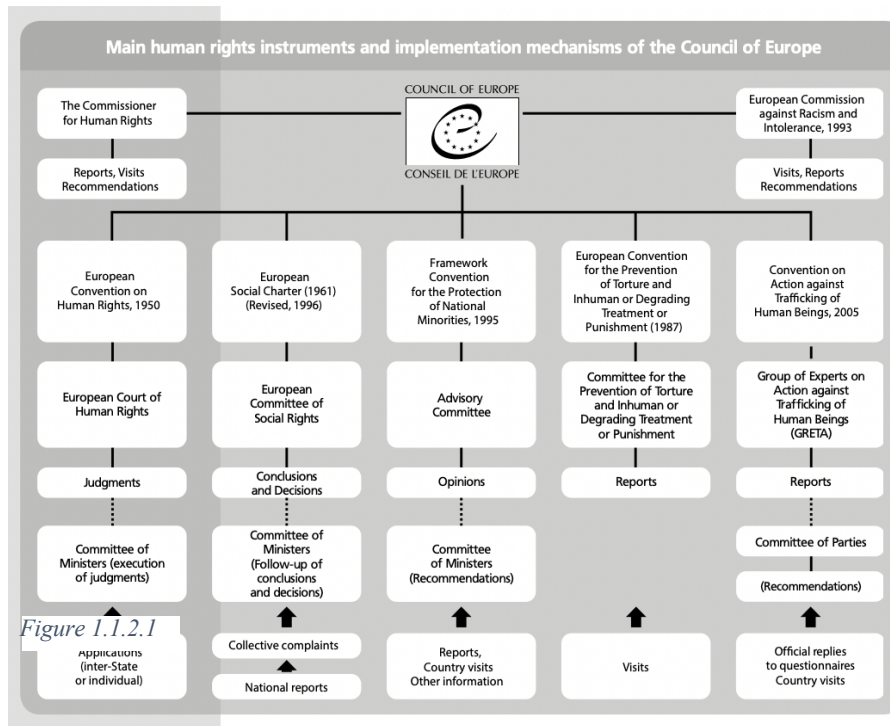 Main human rights instruments and implementation mechanisms of the Council of Europe
The Commissioner
for Human Rights
Reports, Visits
Recommendations
COUNCIL OF EUROPE
CONSEIL DE L'EUROPE
European Commission
against Racism and
Intolerance, 1993
Visits, Reports
Recommendations
European
Convention on
Human Rights, 1950
European
Social Charter (1961)
(Revised, 1996)
Framework
Convention
for the Protection
of National
Minorities, 1995
European Convention
for the Prevention
of Torture and
Inhuman or Degrading
Treatment or
Punishment (1987)
Convention on
Action against
Trafficking of
Human Beings, 2005
European Court of
Human Rights
European
Committee of
Social Rights
Advisory
Committee
Committee for the
Prevention of Torture
and Inhuman or
Degrading Treatment
or Punishment
Group of Experts on
Action against
Trafficking of
Human Beings
(GRETA)
Judgments
Conclusions
and Decisions
Opinions
Reports
Reports
Committee of
Ministers (execution
of judgments)
Committee of
Ministers
(Follow-up of
conclusions
and decisions)
Committee
of Ministers
(Recommendations)
Committee of Parties
(Recommendations)
Figure 1.1.2.1
Applications
(inter-State
or individual)
Collective complaints
National reports
Reports,
Country visits
Other information
Visits
Official replies
to questionnaires
Country visits